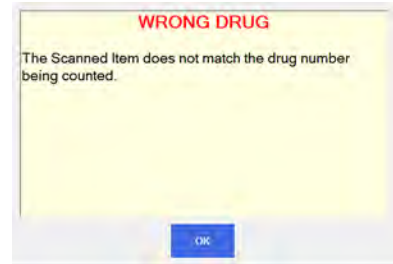 WRONG DRUG
The Scanned Item does not match the drug number
being counted.
OK